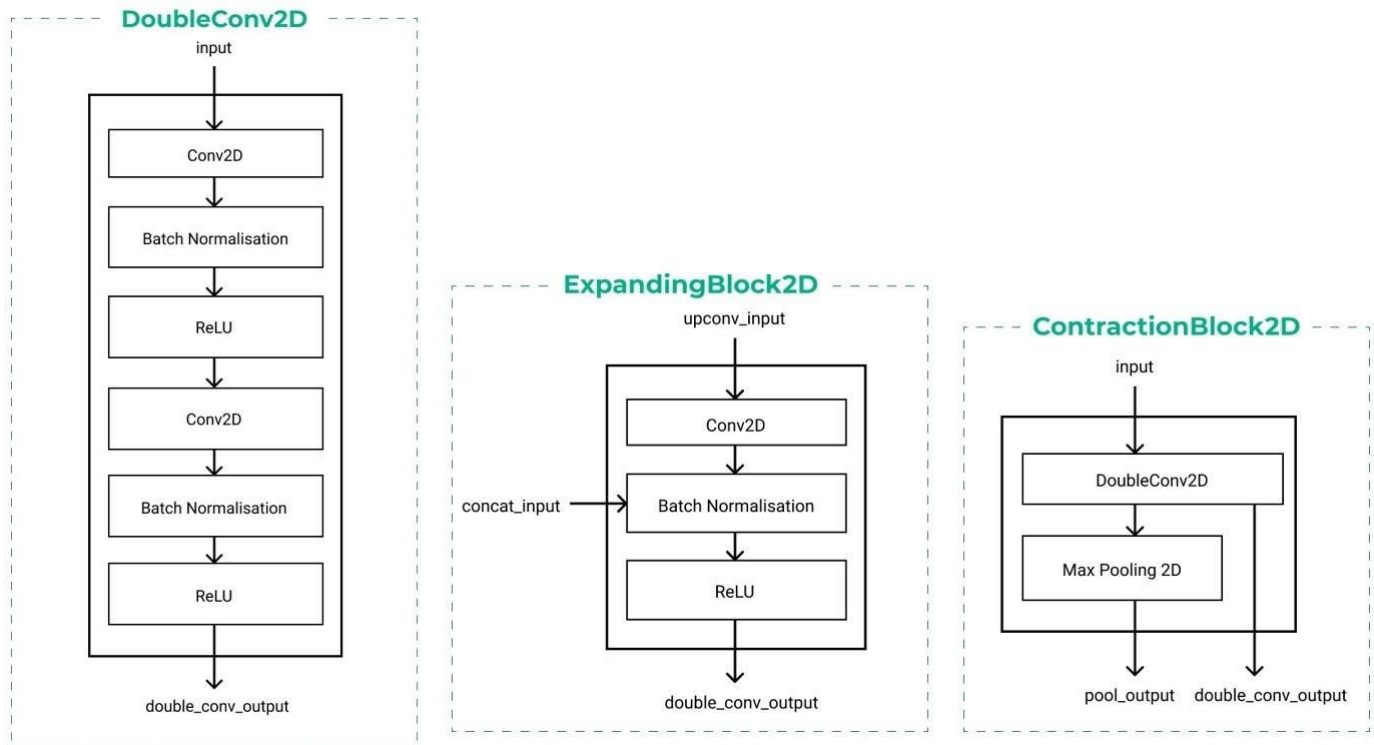 DoubleConv2D
input
Conv2D
Batch Normalisation
ReLU
Conv2D
Batch Normalisation
ReLU
double_conv_output
ExpandingBlock2D
upconv_input
Conv2D
concat_input
Batch Normalisation
ReLU
double_conv_output
ContractionBlock2D
input
DoubleConv2D
Max Pooling 2D
pool_output
double_conv_output